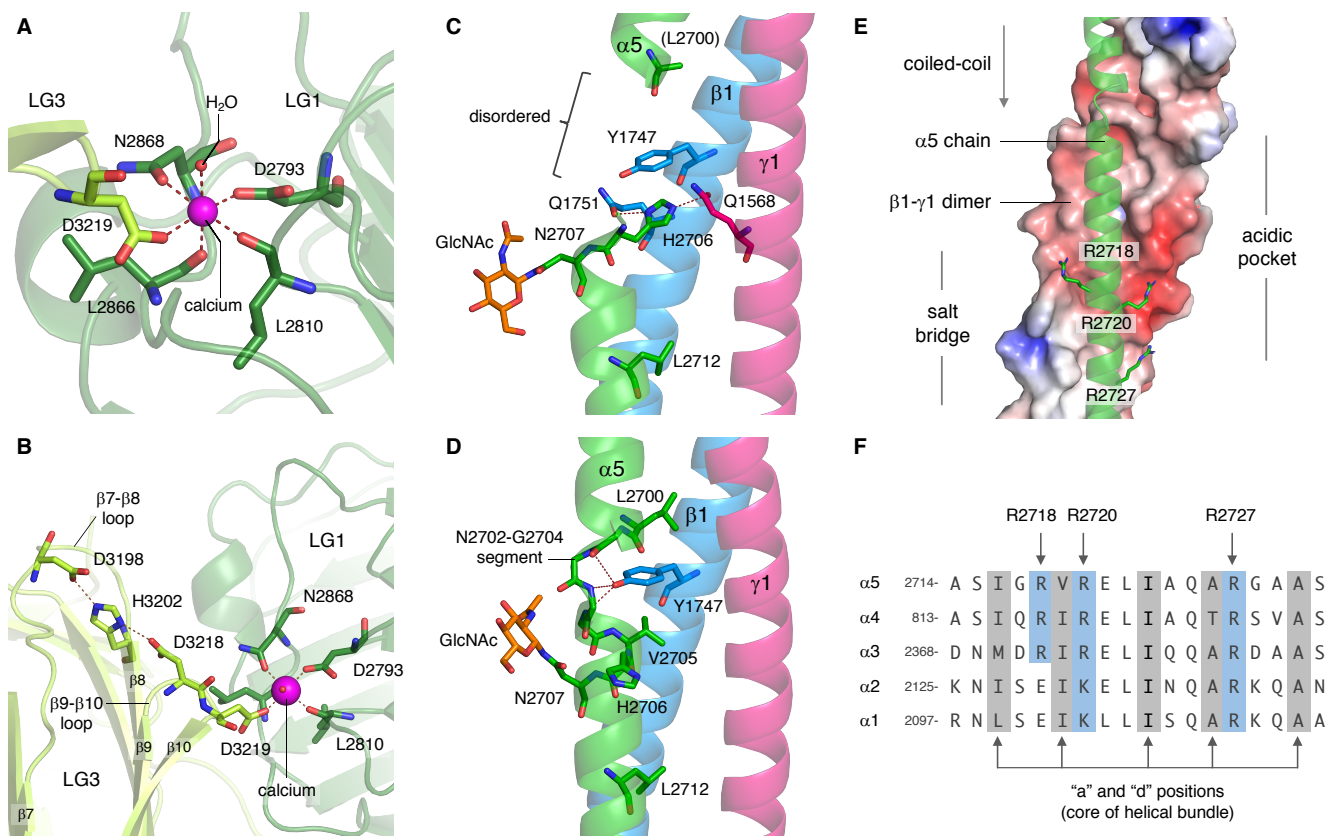 A
LG3
LG1
H₂O
N2868
D2793
D3219
L2866
calcium
L2810
B
β7-β8
loop
D3198
H3202
D3218
β8
β9-β10
loop
β9
β10
D3219
LG3
β7
LG1
N2868
D2793
L2810
calcium
C
α5
(L2700)
β1
disordered
Y1747
γ1
Q1751
Q1568
N2707
H2706
GlcNAc
L2712
D
α5
L2700
β1
N2702-G2704
segment
γ1
Y1747
GlcNAc
V2705
N2707
H2706
L2712
E
coiled-coil
α5 chain
β1-γ1 dimer
R2718
acidic
pocket
salt
bridge
R2720
R2727
F
R2718 R2720 R2727
α5 2714- A S I G R V R E L I A Q A R G A A S
α4 813- A S I Q R I R E L I A Q T R S V A S
α3 2368- D N M D R I R E L I Q Q A R D A A S
α2 2125- K N I S E I K E L I N Q A R K Q A N
α1 2097- R N L S E I K L L I S Q A R K Q A A
“a” and “d” positions
(core of helical bundle)